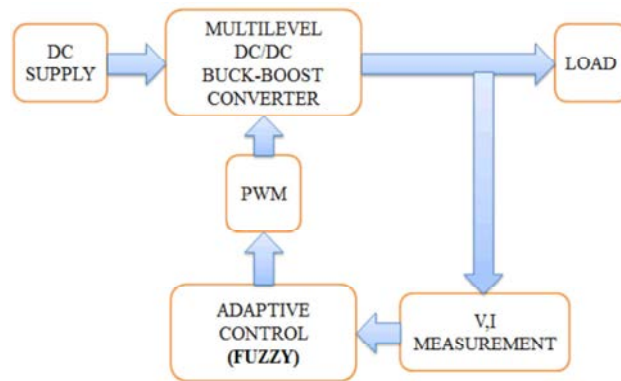 DC
SUPPLY
MULTILEVEL
DC/DC
BUCK-BOOST
CONVERTER
LOAD
PWM
ADAPTIVE
CONTROL
(FUZZY)
V,I
MEASUREMENT